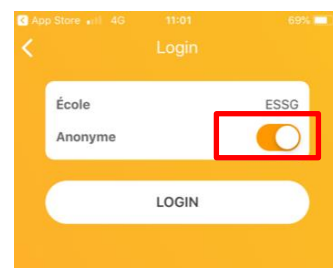 App Store 4G 11:01 69%
Login
École ESSG
Anonyme
LOGIN